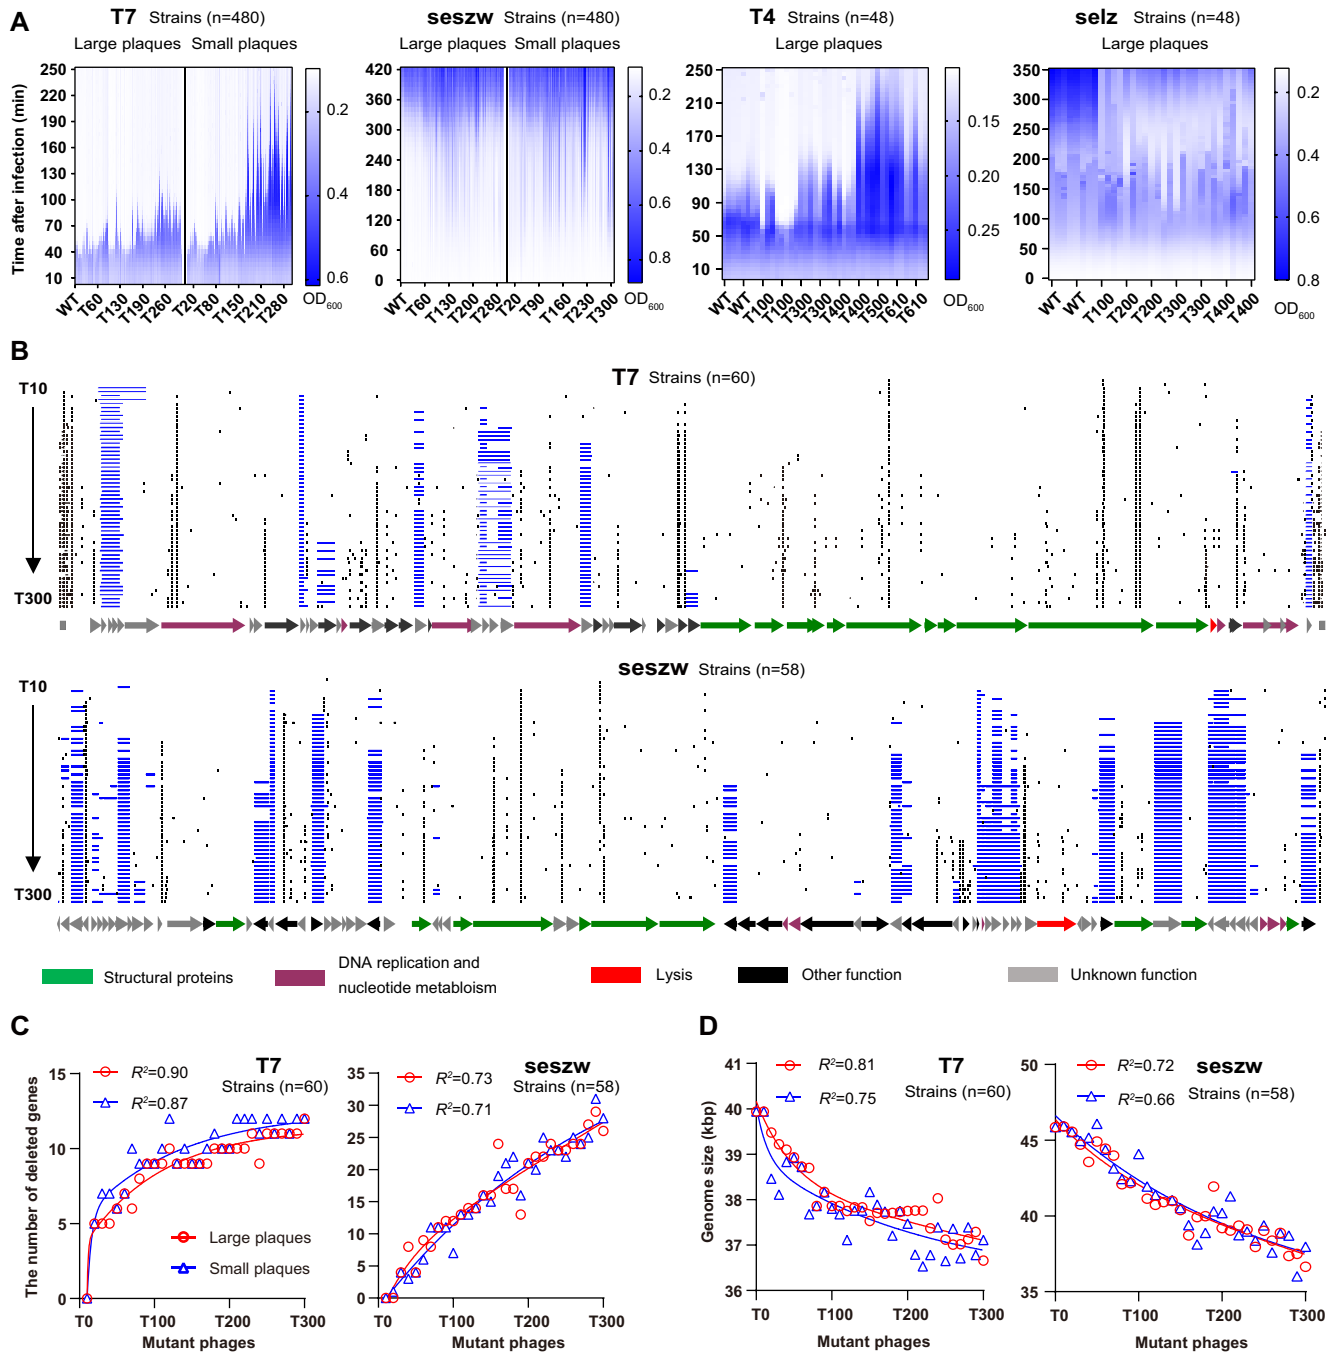 A
T7 Strains (n=480)
Large plaques Small plaques
seszw Strains (n=480)
Large plaques Small plaques
T4 Strains (n=48)
Large plaques
selz Strains (n=48)
Large plaques
Time after infection (min)
250
220
190
160
130
100
70
40
10
WT
T60
T130
T190
T260
T20
T80
T150
T210
T280
0.2
0.4
0.6
OD600
420
360
300
240
180
120
60
0
WT
T60
T130
T200
T280
T20
T90
T160
T230
T300
0.2
0.4
0.6
0.8
OD600
250
210
170
130
90
50
10
WT
WT
T100
T100
T300
T300
T400
T400
T500
T610
T610
0.15
0.20
0.25
OD600
350
300
250
200
150
100
50
0
WT
WT
T100
T200
T200
T300
T300
T400
T400
0.2
0.4
0.6
0.8
OD600
B
T7 Strains (n=60)
T10
T300
seszw Strains (n=58)
T10
T300
Structural proteins
DNA replication and
nucleotide metabloism
Lysis
Other function
Unknown function
C
T7
Strains (n=60)
R²=0.90
R²=0.87
The number of deleted genes
15
10
5
0
Large plaques
Small plaques
T0 T100 T200 T300
Mutant phages
seszw
Strains (n=58)
R²=0.73
R²=0.71
35
30
25
20
15
10
5
0
T0 T100 T200 T300
Mutant phages
D
T7
Strains (n=60)
R²=0.81
R²=0.75
Genome size (kbp)
41
40
39
38
37
36
T0 T100 T200 T300
Mutant phages
seszw
Strains (n=58)
R²=0.72
R²=0.66
50
45
40
35
T0 T100 T200 T300
Mutant phages